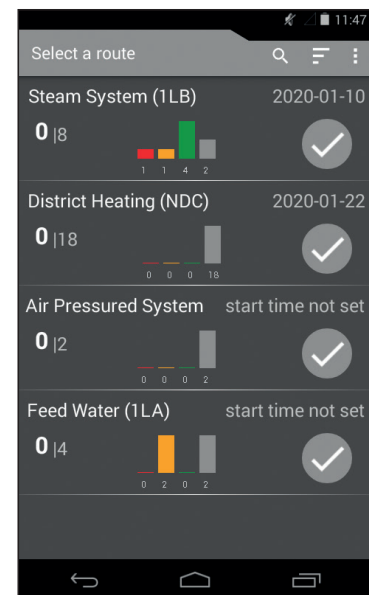 11:47
Select a route
Steam System (1LB) 2020-01-10
0 |8
1 1 4 2
District Heating (NDC) 2020-01-22
0 |18
0 0 0 18
Air Pressured System start time not set
0 |2
0 0 0 2
Feed Water (1LA) start time not set
0 |4
0 2 0 2